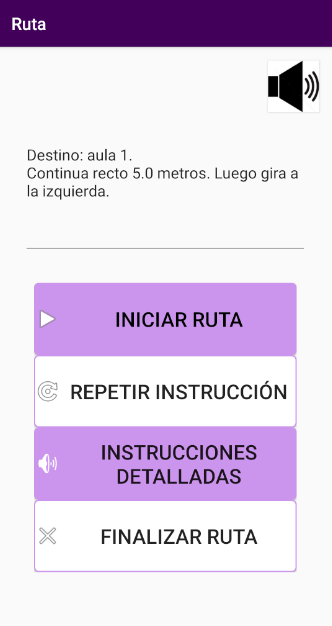 Ruta
Destino: aula 1.
Continua recto 5.0 metros. Luego gira a
la izquierda.
INICIAR RUTA
REPETIR INSTRUCCIÓN
INSTRUCCIONES
DETALLADAS
FINALIZAR RUTA